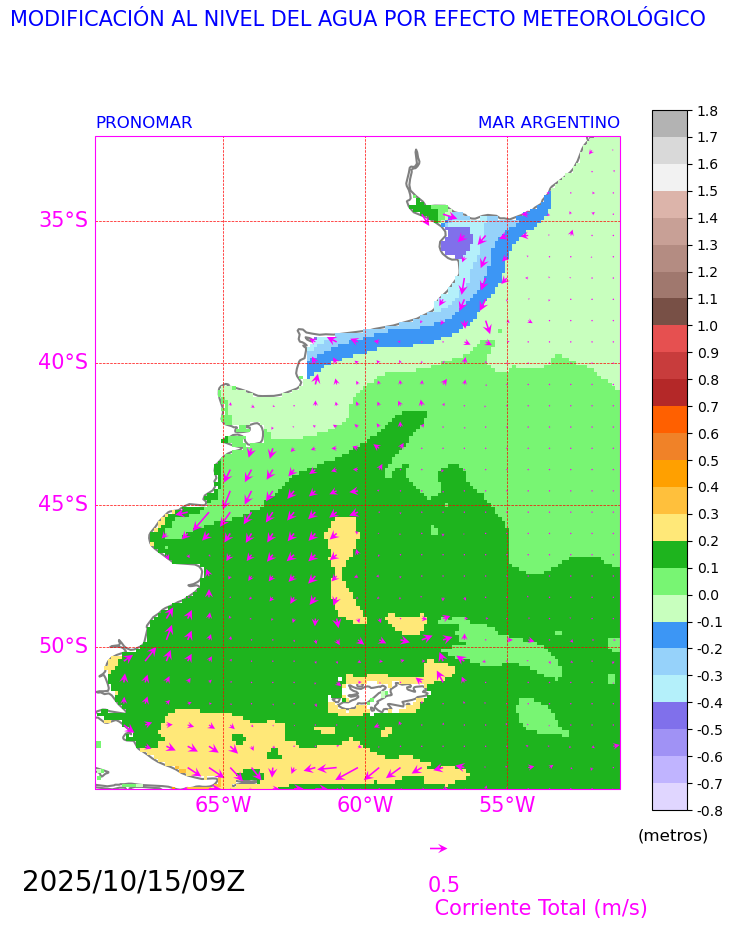 MODIFICACIÓN AL NIVEL DEL AGUA POR EFECTO METEOROLÓGICO
PRONOMAR
MAR ARGENTINO
35°S
40°S
45°S
50°S
65°W
60°W
55°W
1.8
1.7
1.6
1.5
1.4
1.3
1.2
1.1
1.0
0.9
0.8
0.7
0.6
0.5
0.4
0.3
0.2
0.1
0.0
-0.1
-0.2
-0.3
-0.4
-0.5
-0.6
-0.7
-0.8
(metros)
2025/10/15/09Z
0.5
Corriente Total (m/s)